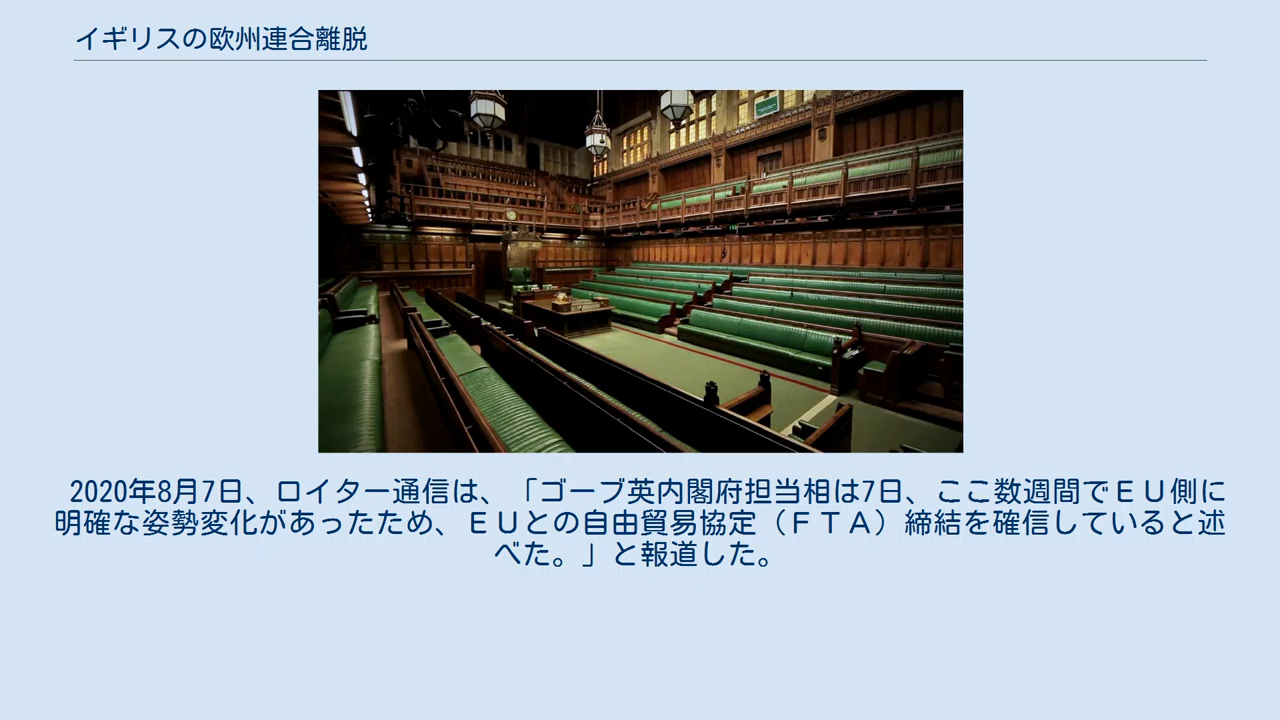 イギリスの欧州連合離脱
2020年8月7日、ロイター通信は、「ゴーブ英内閣府担当相は7日、ここ数週間でＥＵ側に
明確な姿勢変化があったため、ＥＵとの自由貿易協定（ＦＴＡ）締結を確信していると述
べた。」と報道した。